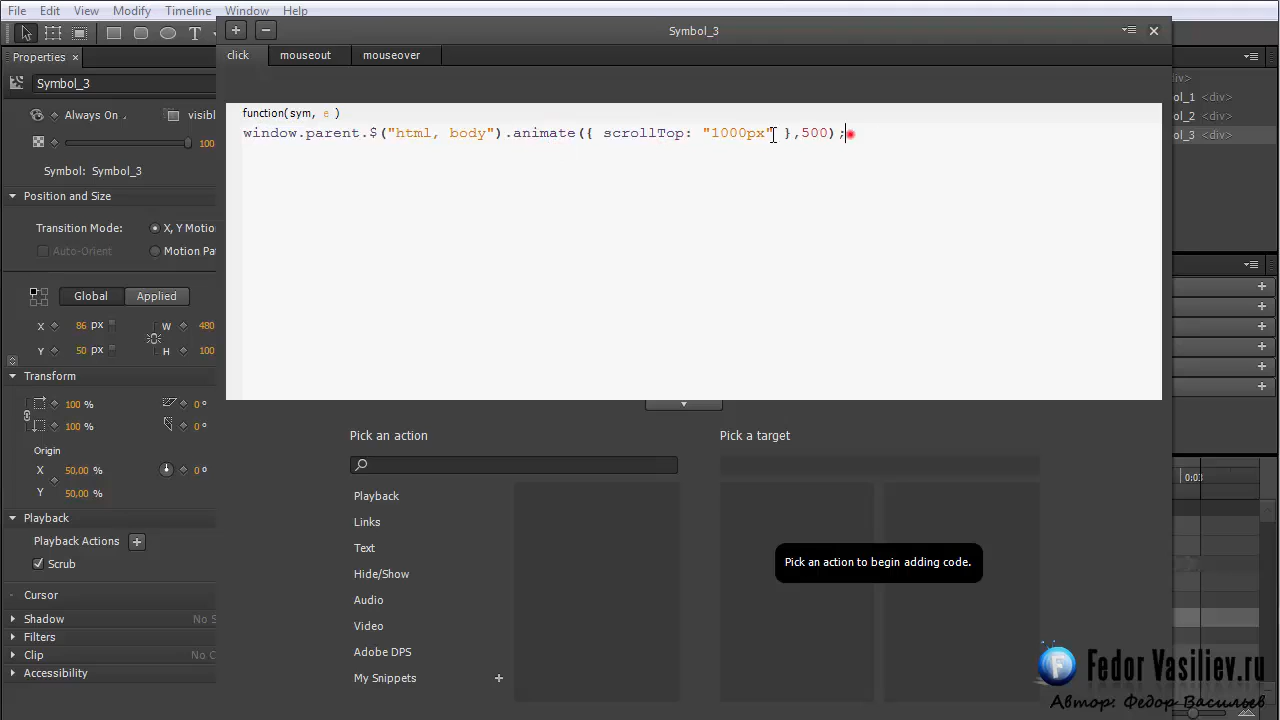 File Edit View Modify Timeline Window Help
Symbol_3
Properties ×
click mouseout mouseover
Symbol_3
Always On
function( sym, e )
window.parent.$("html, body").animate({ scrollTop: "1000px" },500);
100
Symbol: Symbol_3
Position and Size
Transition Mode: X, Y Motio
Auto-Orient Motion Pat
Global Applied
X 86 px W 480
Y 50 px H 100
Transform
100 % 0 °
100 % 0 °
Origin
X 50,00 % 0 °
Y 50,00 %
Playback
Playback Actions +
Scrub
Cursor
Shadow
Filters
Clip
Accessibility
Pick an action Pick a target
Playback
Links
Text
Hide/Show
Audio
Video
Adobe DPS
My Snippets +
Pick an action to begin adding code.
ol_1 <div>
ol_2 <div>
ol_3 <div>
Fedor Vasiliev.ru
Автор: Федор Васильев